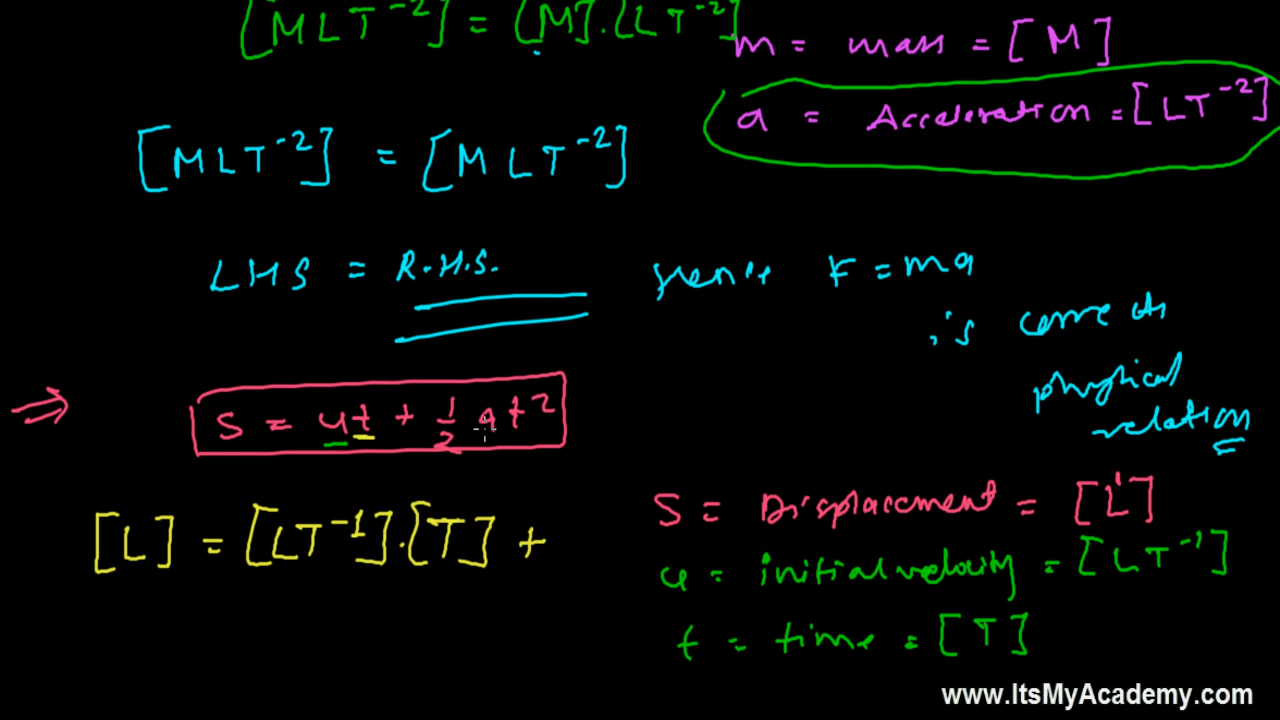 [MLT⁻²] = [M].[LT⁻²]
m = mass = [M]
a = Acceleration = [LT⁻²]
[MLT⁻²] = [MLT⁻²]
LHS = R.H.S.
Hence F = ma
is correct
physical
relation
⇒ S = ut + 1/2 at²
[L] = [LT⁻¹].[T] +
S = Displacement = [L¹]
u = initial velocity = [LT⁻¹]
t = time = [T]
www.ItsMyAcademy.com